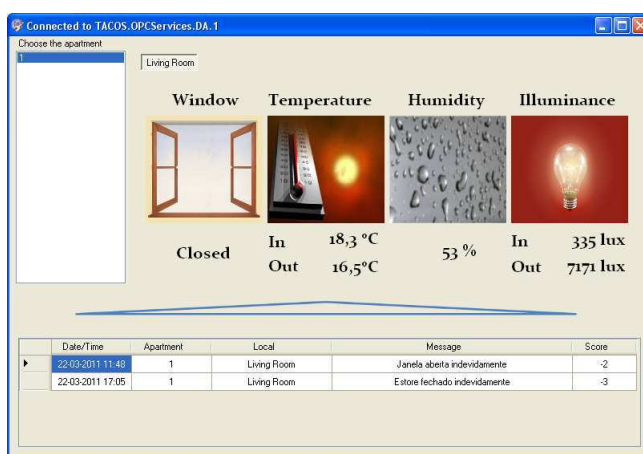 Connected to TACOS.OPCServices.DA.1
Choose the apartment
1
Living Room
Window Temperature Humidity Illuminance
Closed
In 18,3 ºC
Out 16,5ºC
53 %
In 335 lux
Out 7171 lux
Date/Time Apartment Local Message Score
22-03-2011 11:48 1 Living Room Janela aberta indevidamente -2
22-03-2011 17:05 1 Living Room Estore fechado indevidamente -3